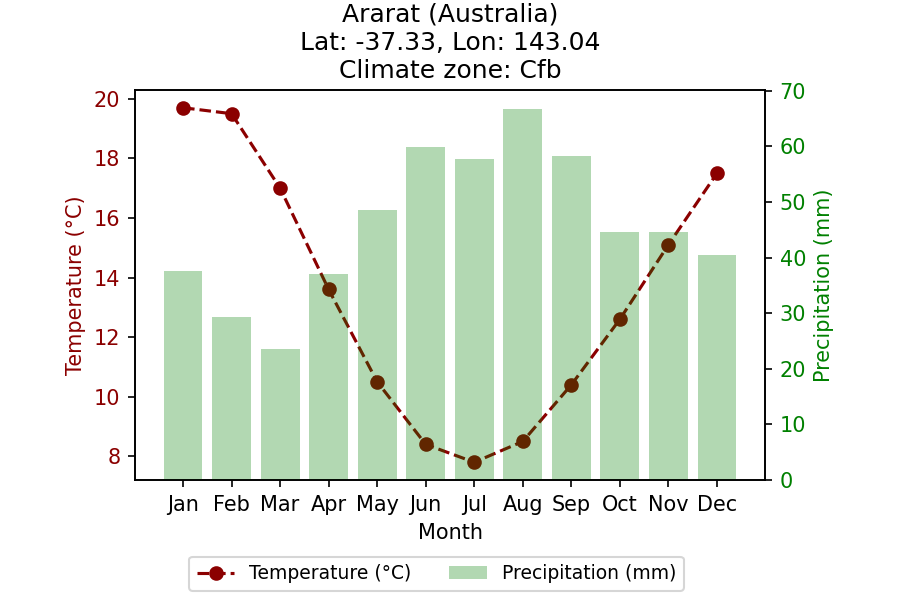 Ararat (Australia)
Lat: -37.33, Lon: 143.04
Climate zone: Cfb
20
18
16
14
12
10
8
Temperature (°C)
70
60
50
40
30
20
10
0
Precipitation (mm)
Jan Feb Mar Apr May Jun Jul Aug Sep Oct Nov Dec
Month
Temperature (°C) Precipitation (mm)